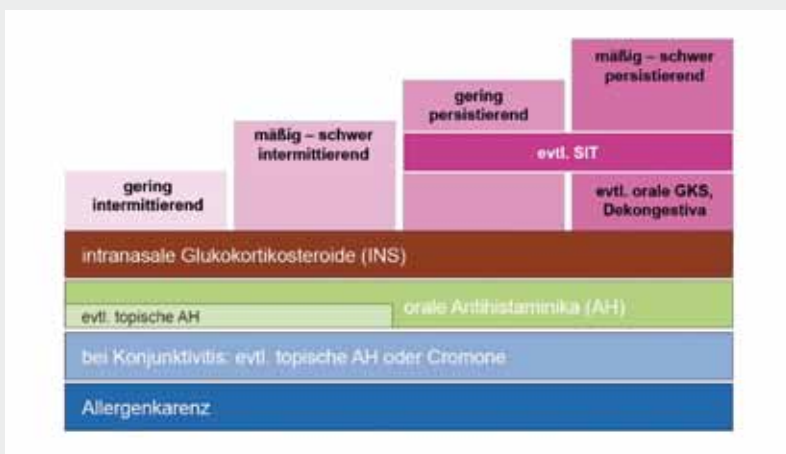 mäßig – schwer
persistierend
gering
persistierend
mäßig – schwer
intermittierend
evtl. SIT
gering
intermittierend
evtl. orale GKS,
Dekongestiva
intranasale Glukokortikosteroide (INS)
orale Antihistaminika (AH)
evtl. topische AH
bei Konjunktivitis: evtl. topische AH oder Cromone
Allergenkarenz